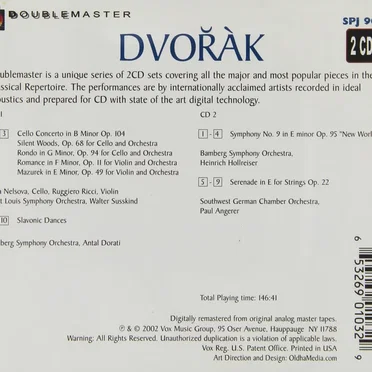 DOUBLEMASTER
SPJ 90
2 CD
DVOŘÀK
ublemaster is a unique series of 2CD sets covering all the major and most popular pieces in the
ssical Repertoire. The performances are by internationally acclaimed artists recorded in ideal
ustics and prepared for CD with state of the art digital technology.
1
3 Cello Concerto in B Minor Op. 104
Silent Woods, Op. 68 for Cello and Orchestra
Rondo in G Minor, Op. 94 for Cello and Orchestra
Romance in F Minor, Op. 11 for Violin and Orchestra
Mazurek in E Minor, Op. 49 for Violin and Orchestra
a Nelsova, Cello, Ruggiero Ricci, Violin
t Louis Symphony Orchestra, Walter Susskind
10 Slavonic Dances
berg Symphony Orchestra, Antal Dorati
CD 2
1 - 4 Symphony No. 9 in E minor Op. 95 "New Worl
Bamberg Symphony Orchestra,
Heinrich Hollreiser
5 - 9 Serenade in E for Strings Op. 22
Southwest German Chamber Orchestra,
Paul Angerer
Total Playing time: 146:41
Digitally remastered from original analog master tapes.
℗ & © 2002 Vox Music Group. 95 Oser Avenue, Hauppauge NY 11788
Warning: All Rights Reserved. Unauthorized duplication is a violation of applicable laws.
Vox Reg. U.S. Patent Office. Printed in USA
Art Direction and Design: OldhaMedia.com
6 53269 01032 9